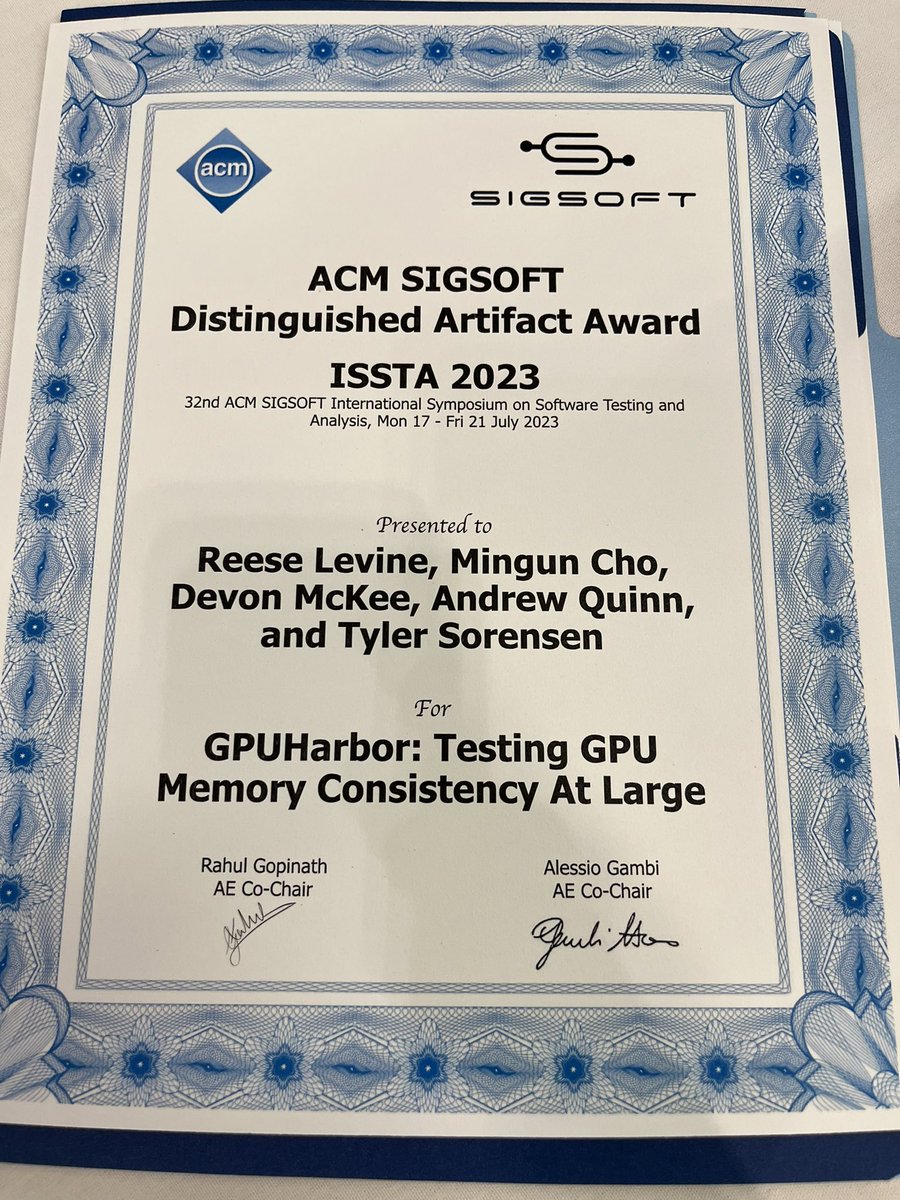 acm
SIGSOFT
ACM SIGSOFT
Distinguished Artifact Award
ISSTA 2023
32nd ACM SIGSOFT International Symposium on Software Testing and
Analysis, Mon 17 - Fri 21 July 2023
Presented to
Reese Levine, Mingun Cho,
Devon McKee, Andrew Quinn,
and Tyler Sorensen
For
GPUHarbor: Testing GPU
Memory Consistency At Large
Rahul Gopinath
AE Co-Chair
Alessio Gambi
AE Co-Chair